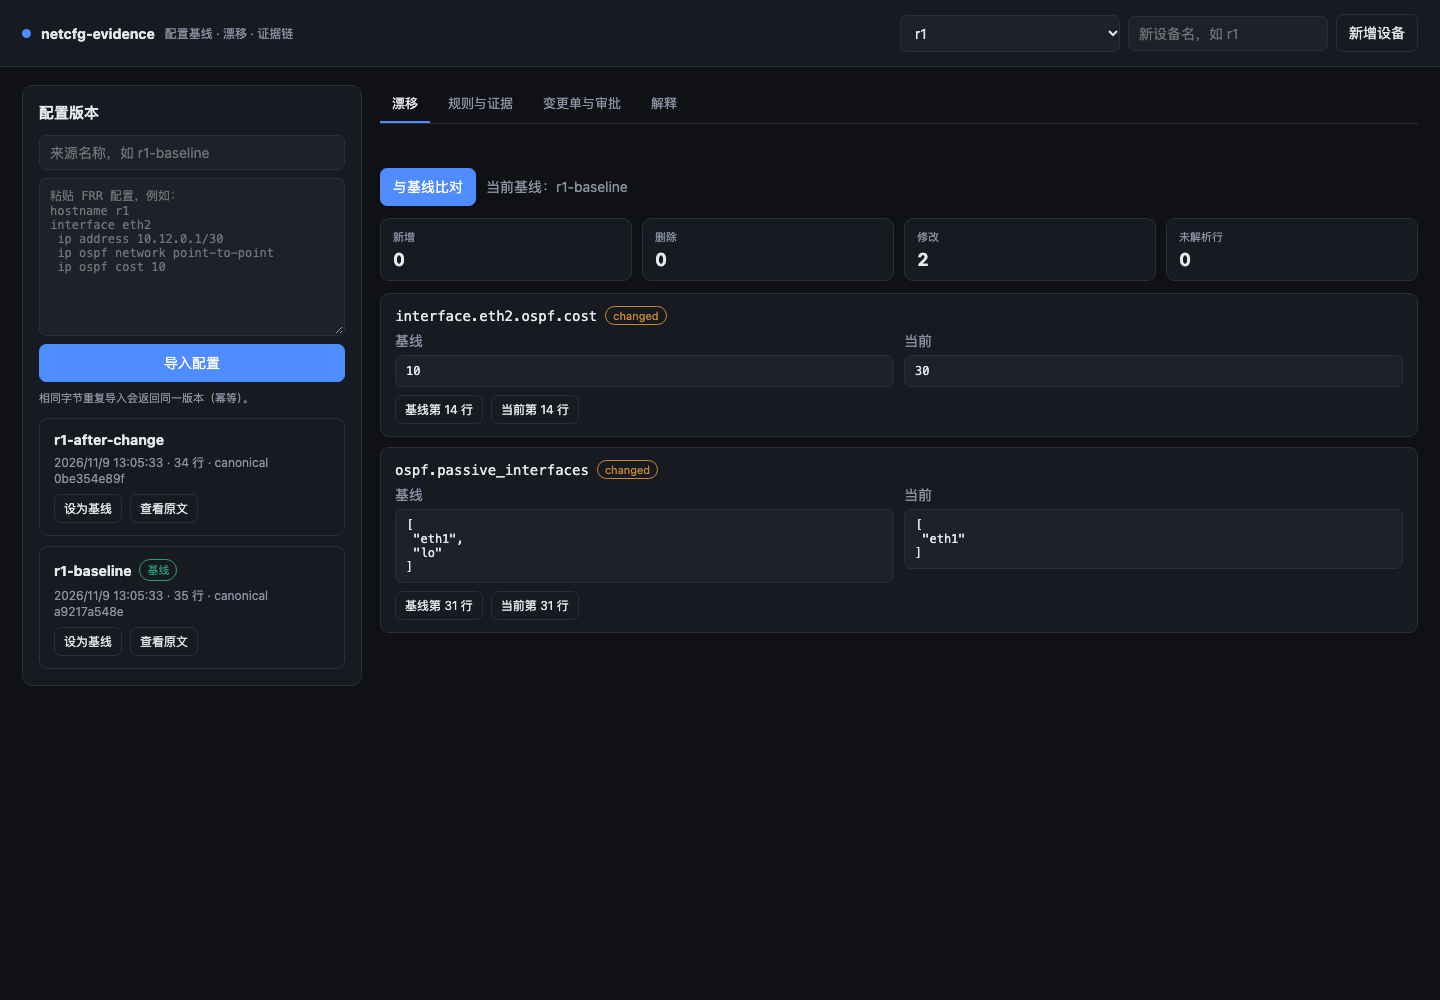 netcfg-evidence 配置基线 · 漂移 · 证据链
r1
新设备名，如 r1
新增设备
配置版本
来源名称，如 r1-baseline
粘贴 FRR 配置，例如：
hostname r1
interface eth2
 ip address 10.12.0.1/30
 ip ospf network point-to-point
 ip ospf cost 10
导入配置
相同字节重复导入会返回同一版本（幂等）。
r1-after-change
2026/11/9 13:05:33 · 34 行 · canonical
0be354e89f
设为基线 查看原文
r1-baseline 基线
2026/11/9 13:05:33 · 35 行 · canonical
a9217a548e
设为基线 查看原文
漂移 规则与证据 变更单与审批 解释
与基线比对 当前基线：r1-baseline
新增
0
删除
0
修改
2
未解析行
0
interface.eth2.ospf.cost changed
基线
10
当前
30
基线第 14 行 当前第 14 行
ospf.passive_interfaces changed
基线
[
 "eth1",
 "lo"
]
当前
[
 "eth1"
]
基线第 31 行 当前第 31 行